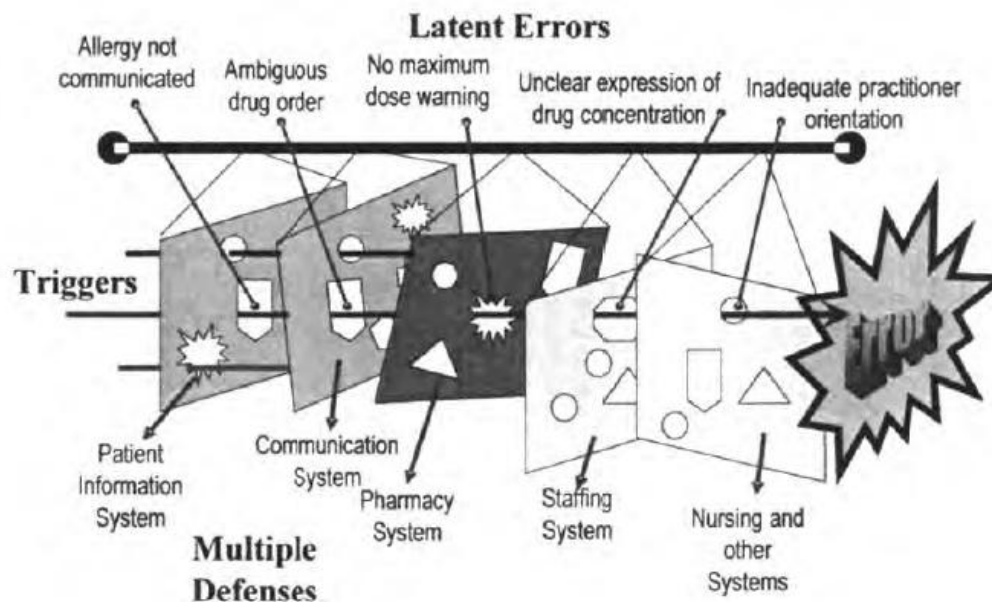 Latent Errors
Allergy not
communicated
Ambiguous
drug order
No maximum
dose warning
Unclear expression of
drug concentration
Inadequate practitioner
orientation
Triggers
Patient
Information
System
Communication
System
Pharmacy
System
Staffing
System
Nursing and
other
Systems
Multiple
Defenses